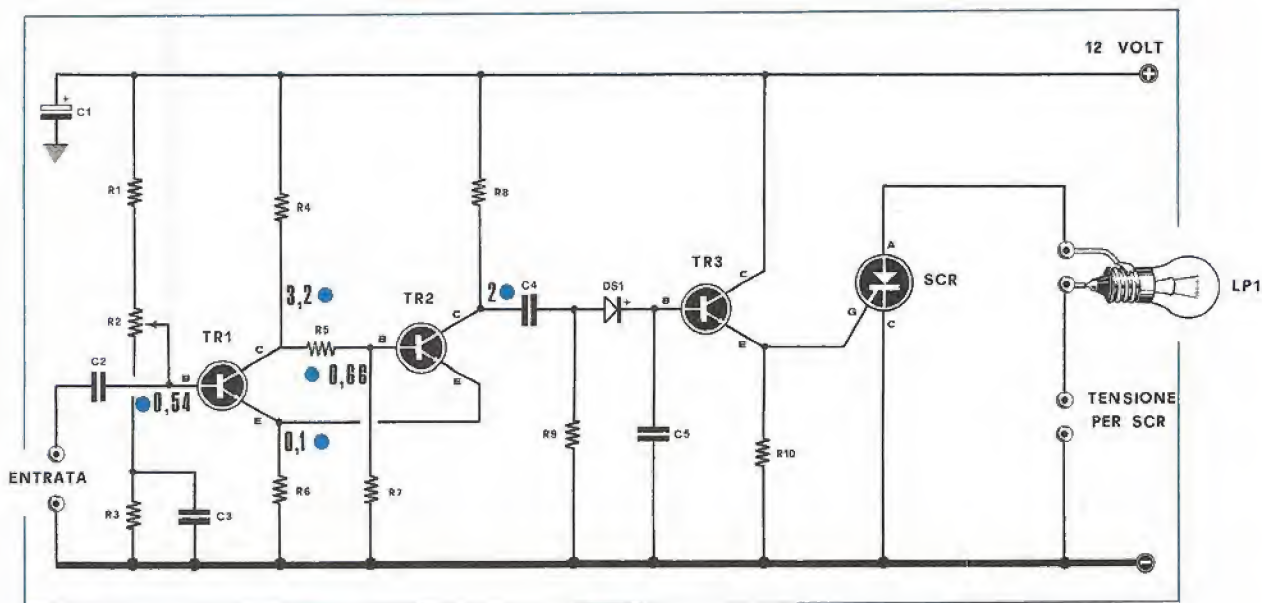 12 VOLT
+
C1
R1
R4
R8
A
TR3
C
SCR
LP1
3,2
TR2
2
C4
DS1
+
B
G
C
R2
TR1
C
R5
B
C
E
C2
B
0,66
E
TENSIONE
PER SCR
0,54
E
0,1
R9
C5
R10
ENTRATA
R3
C3
R6
R7